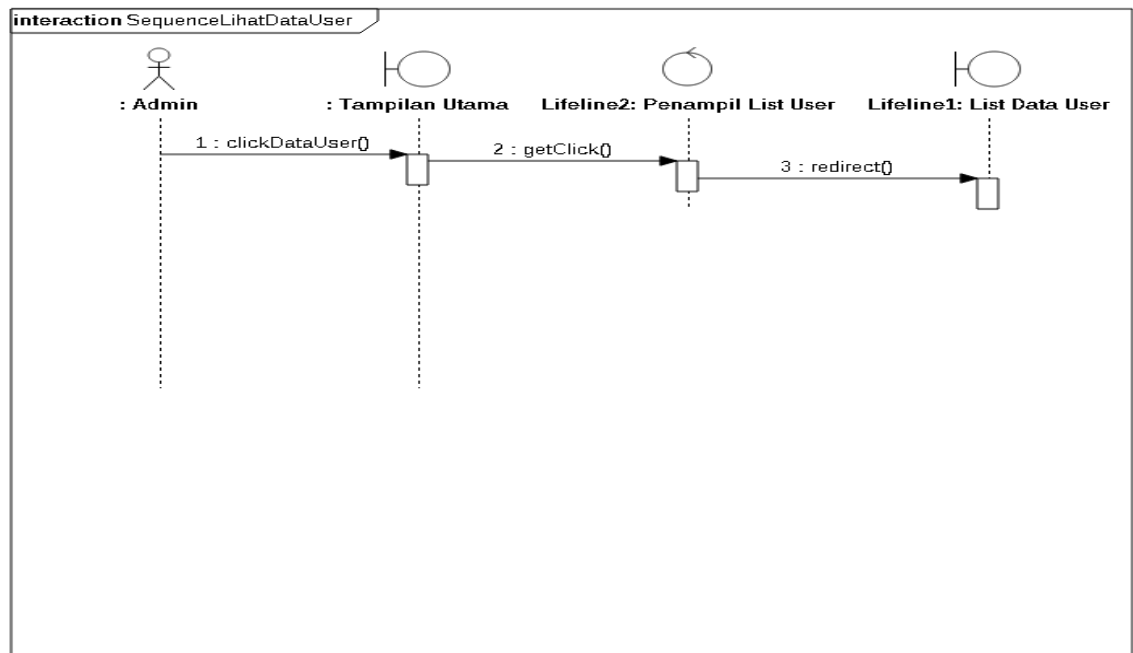 interaction SequenceLihatDataUser
: Admin
: Tampilan Utama
Lifeline2: Penampil List User
Lifeline1: List Data User
1 : clickDataUser()
2 : getClick()
3 : redirect()